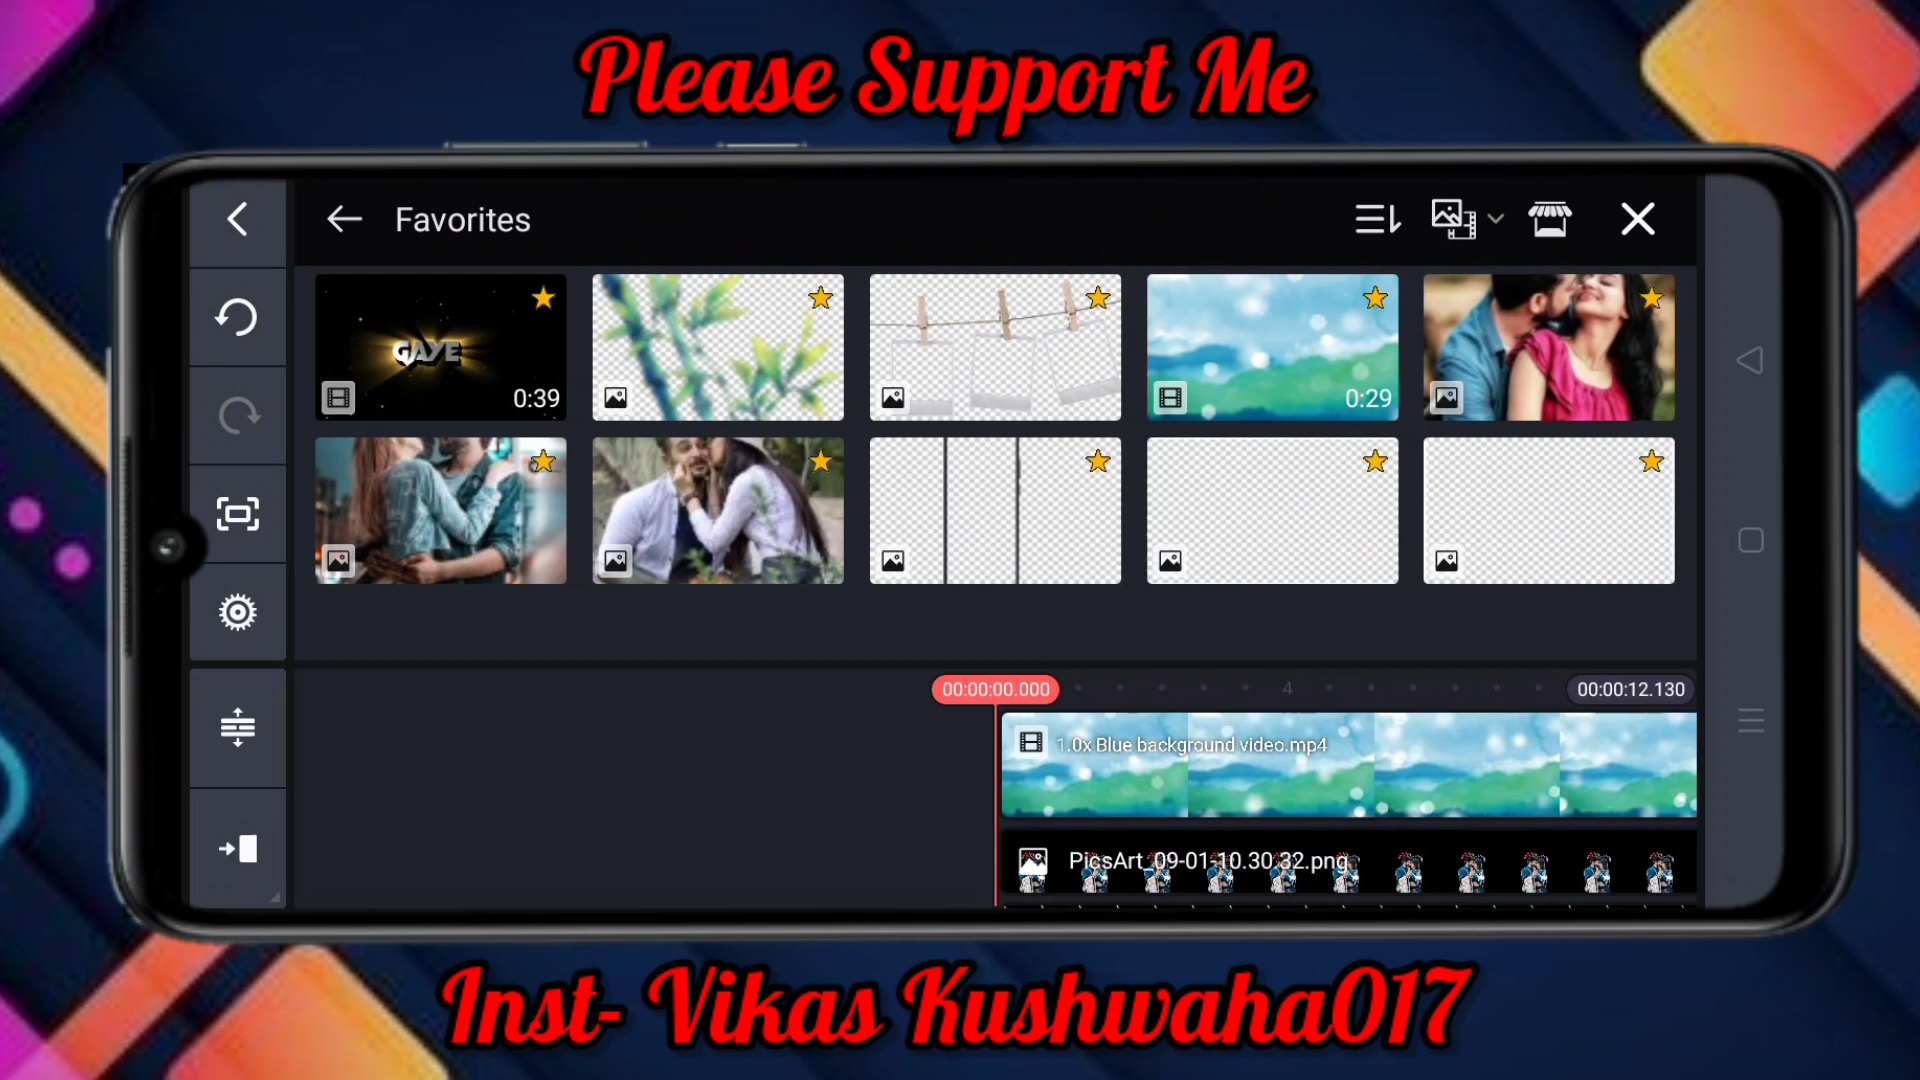 Please Support Me
Favorites
GAYE
0:39
0:29
00:00:00.000
4
00:00:12.130
1.0x Blue background video.mp4
PicsArt_09-01-10.30.32.png
Inst- Vikas Kushwaha017